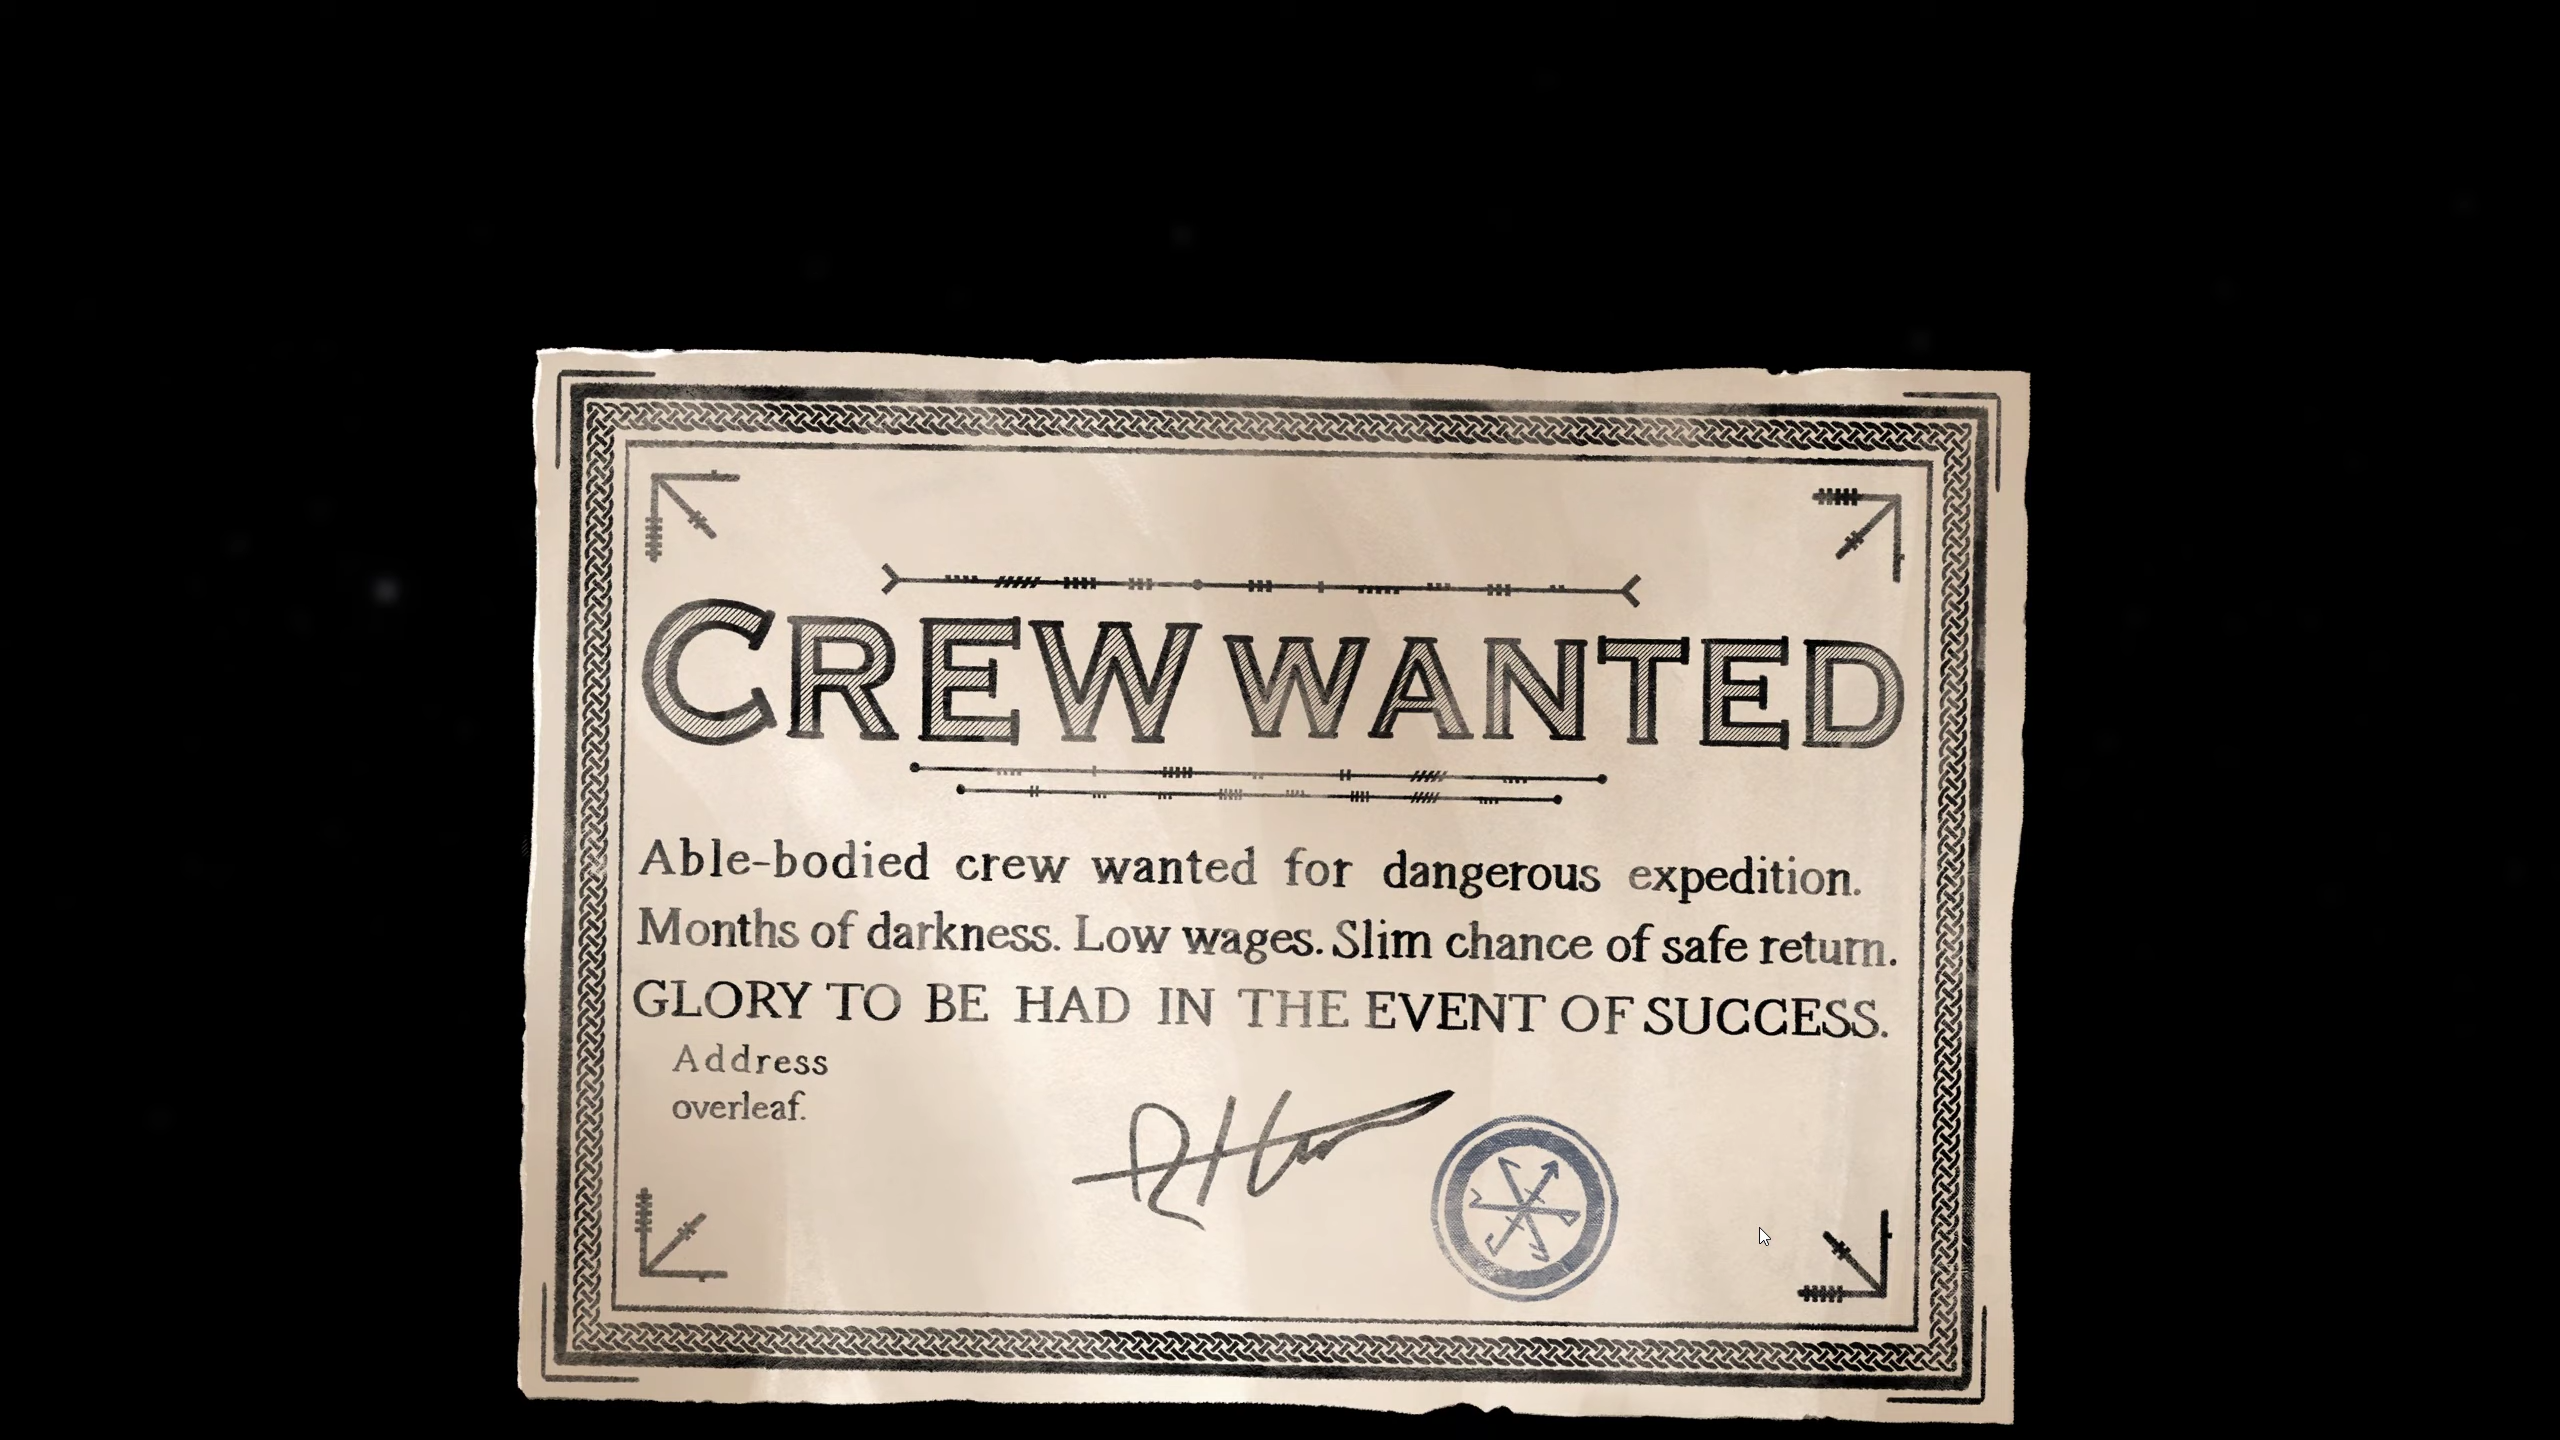 CREW WANTED
Able-bodied crew wanted for dangerous expedition.
Months of darkness. Low wages. Slim chance of safe return.
GLORY TO BE HAD IN THE EVENT OF SUCCESS.
Address
overleaf.